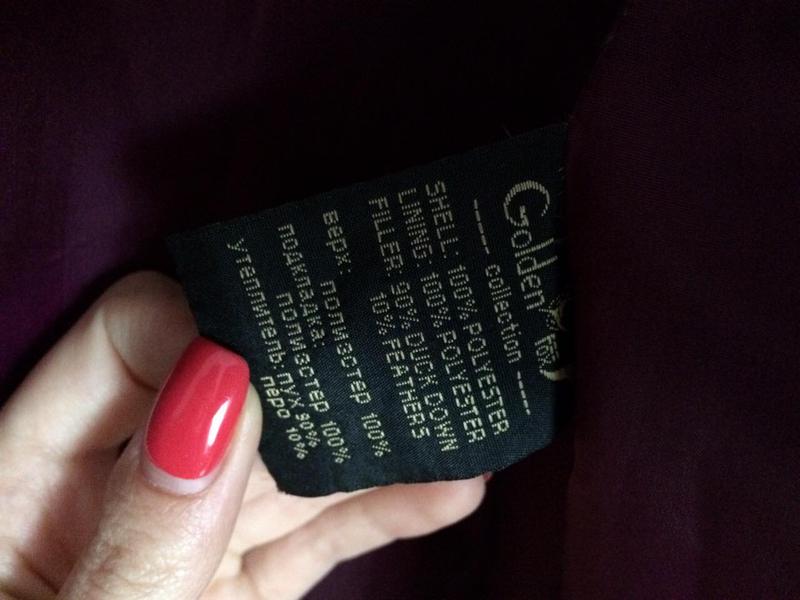 Golden
----- collection -----
SHELL: 100% POLYESTER
LINING: 100% POLYESTER
FILLER: 90% DUCK DOWN
10% FEATHERS
верх: полиэстер 100%
подкладка:
полиэстер 100%
утеплитель: пух 90%
перо 10%